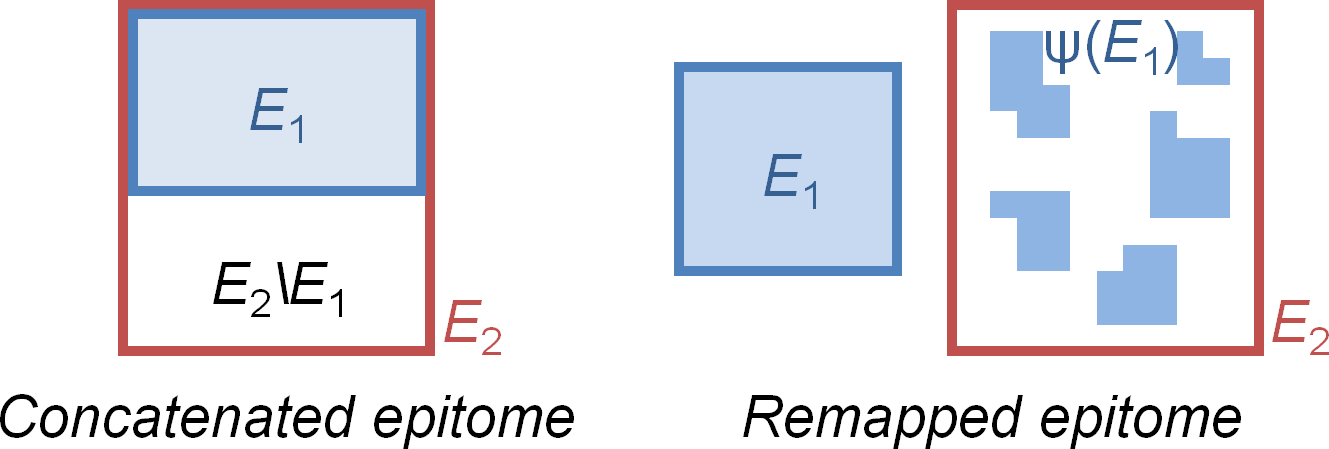 E₁
E₂\E₁
E₂
Concatenated epitome
E₁
ψ(E₁)
E₂
Remapped epitome